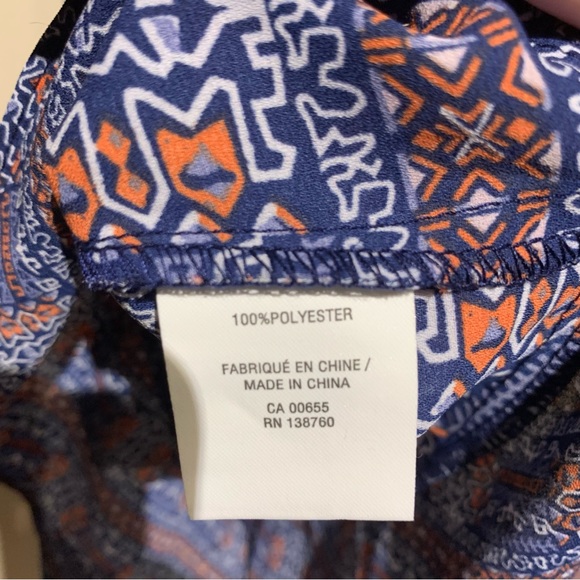 100%POLYESTER
FABRIQUÉ EN CHINE /
MADE IN CHINA
CA 00655
RN 138760